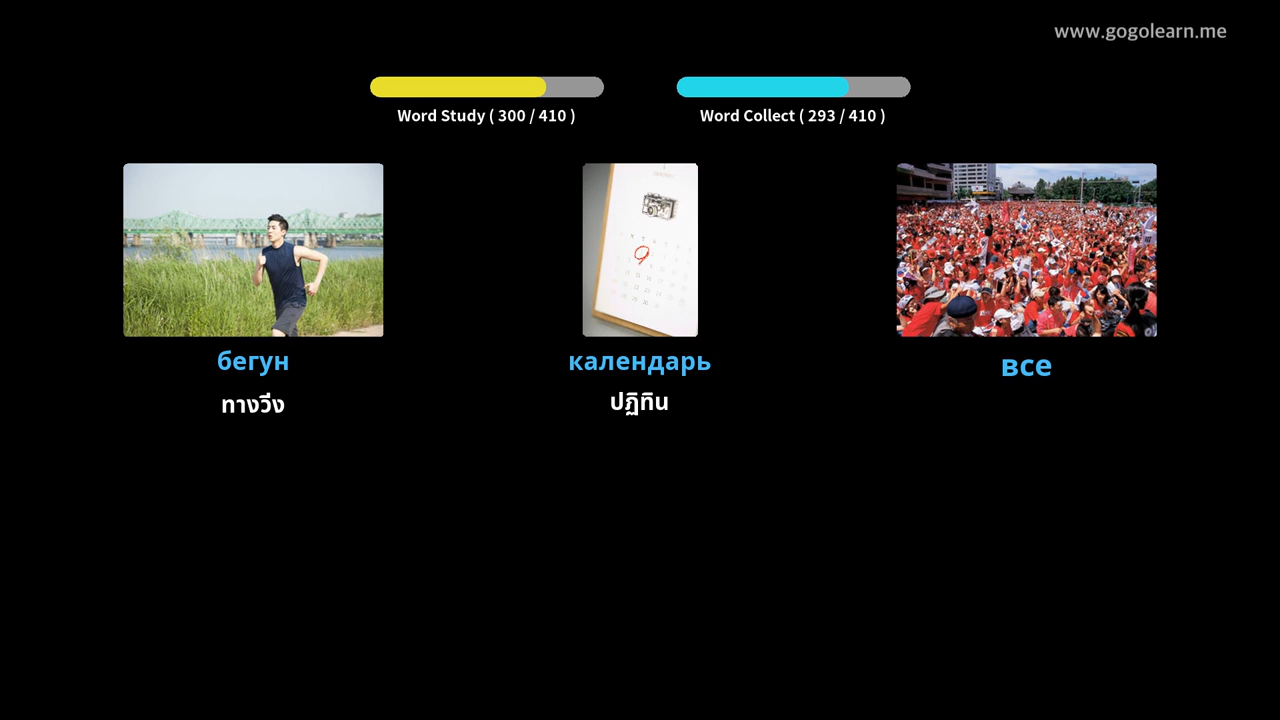 www.gogolearn.me
Word Study ( 300 / 410 )
Word Collect ( 293 / 410 )
бегун
календарь
все
ทางวิ่ง
ปฏิทิน